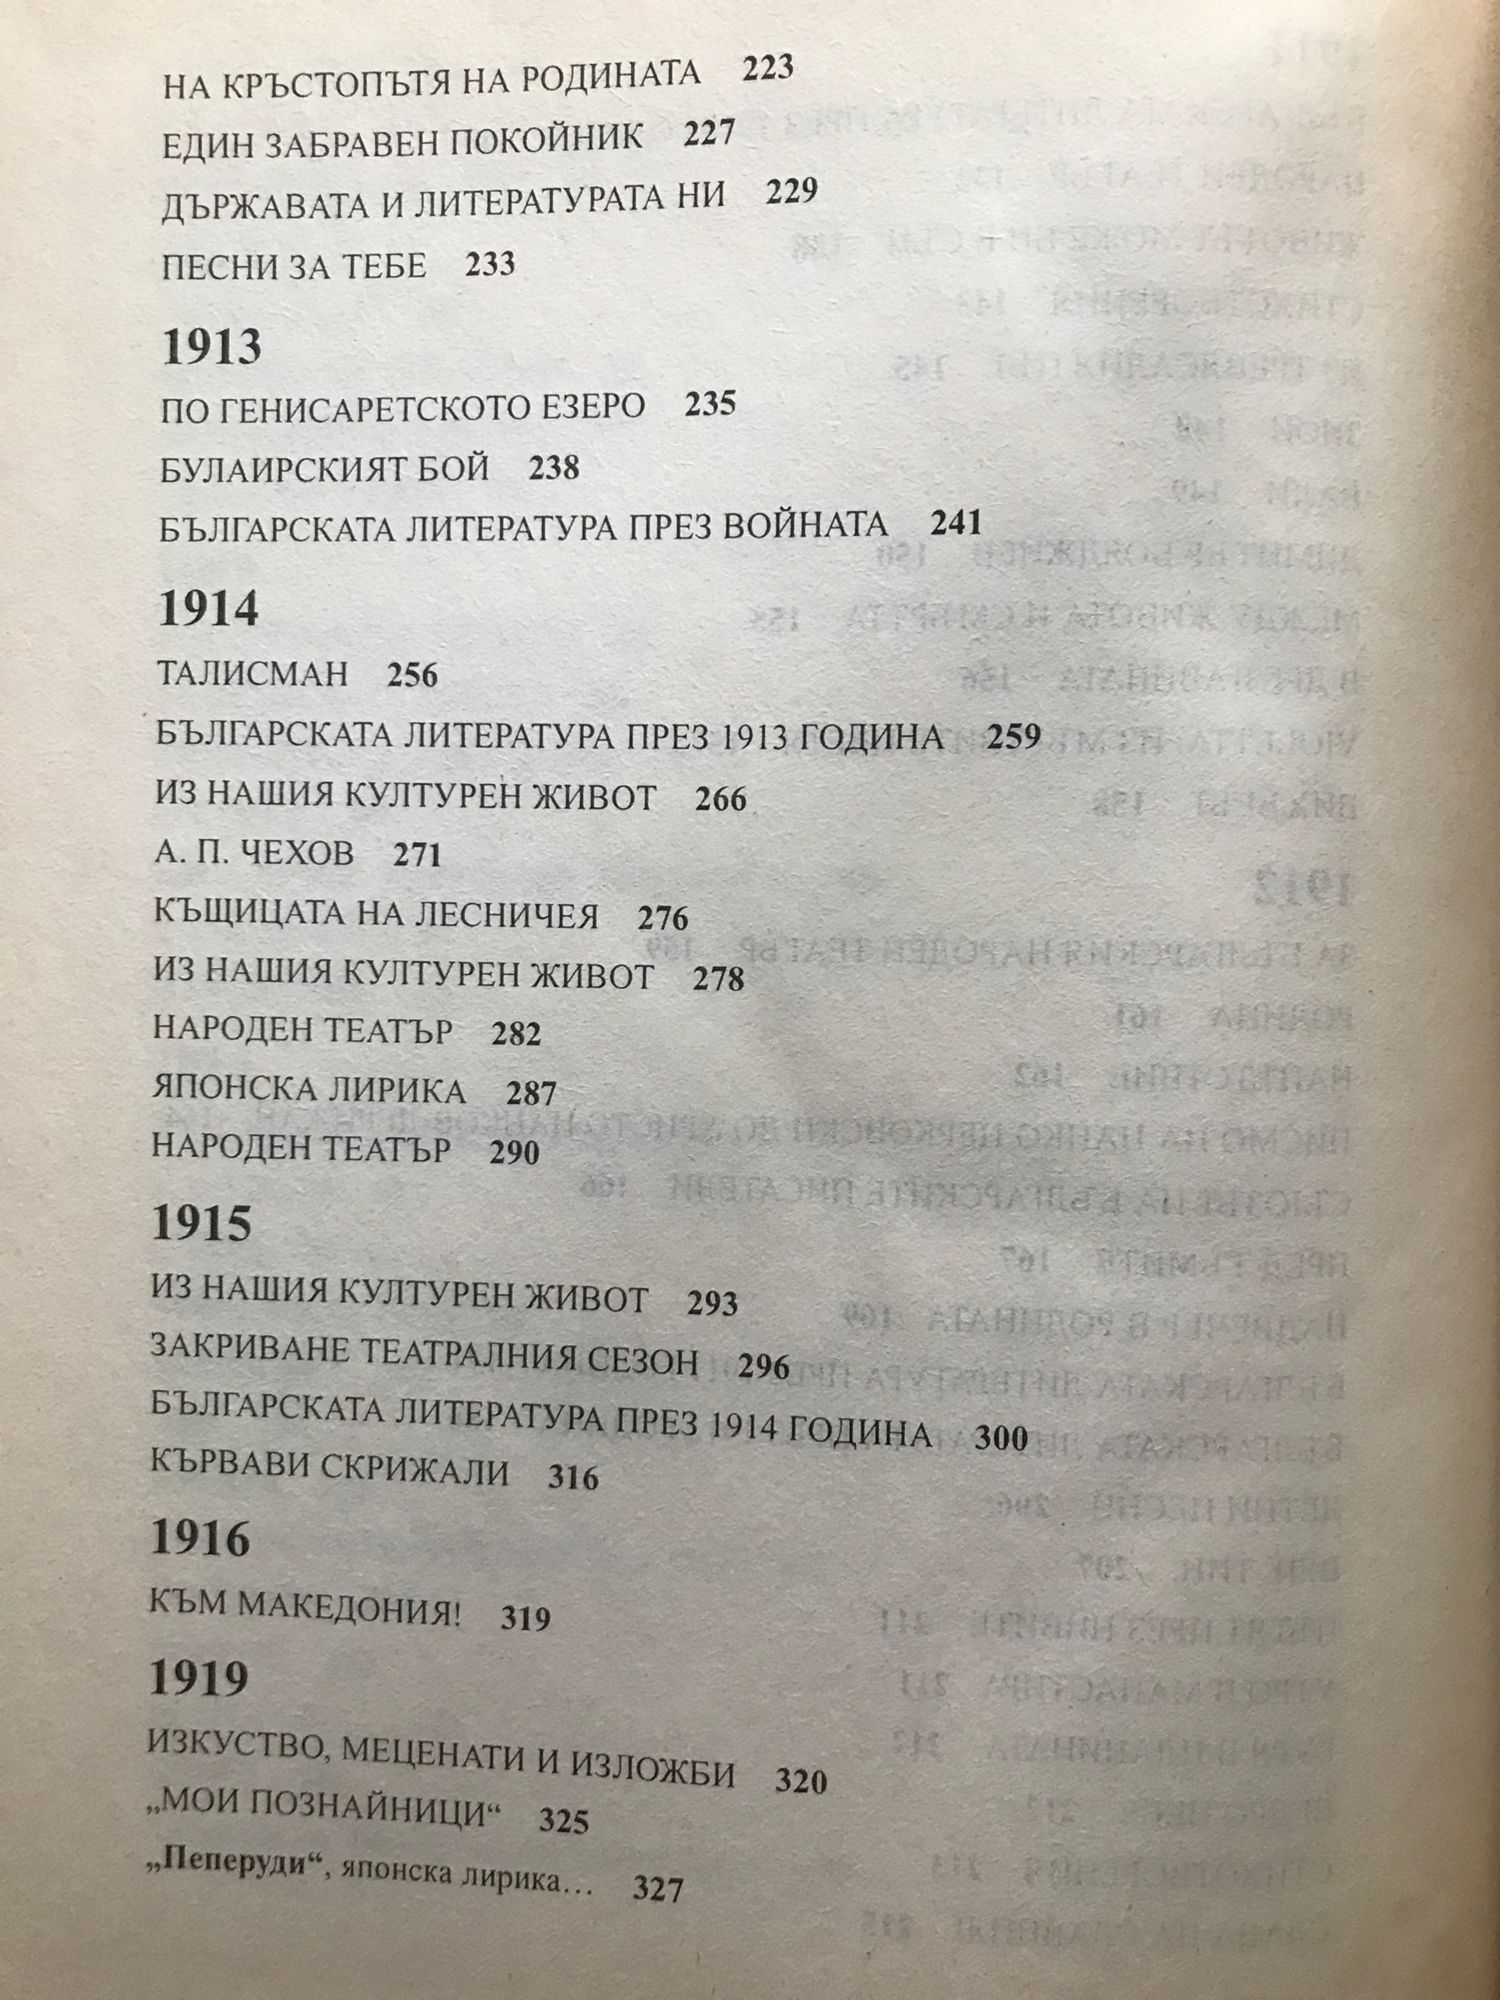 НА КРЪСТОПЪТЯ НА РОДИНАТА 223
ЕДИН ЗАБРАВЕН ПОКОЙНИК 227
ДЪРЖАВАТА И ЛИТЕРАТУРАТА НИ 229
ПЕСНИ ЗА ТЕБЕ 233
1913
ПО ГЕНИСАРЕТСКОТО ЕЗЕРО 235
БУЛАИРСКИЯТ БОЙ 238
БЪЛГАРСКАТА ЛИТЕРАТУРА ПРЕЗ ВОЙНАТА 241
1914
ТАЛИСМАН 256
БЪЛГАРСКАТА ЛИТЕРАТУРА ПРЕЗ 1913 ГОДИНА 259
ИЗ НАШИЯ КУЛТУРЕН ЖИВОТ 266
А. П. ЧЕХОВ 271
КЪЩИЦАТА НА ЛЕСНИЧЕЯ 276
ИЗ НАШИЯ КУЛТУРЕН ЖИВОТ 278
НАРОДЕН ТЕАТЪР 282
ЯПОНСКА ЛИРИКА 287
НАРОДЕН ТЕАТЪР 290
1915
ИЗ НАШИЯ КУЛТУРЕН ЖИВОТ 293
ЗАКРИВАНЕ ТЕАТРАЛНИЯ СЕЗОН 296
БЪЛГАРСКАТА ЛИТЕРАТУРА ПРЕЗ 1914 ГОДИНА 300
КЪРВАВИ СКРИЖАЛИ 316
1916
КЪМ МАКЕДОНИЯ! 319
1919
ИЗКУСТВО, МЕЦЕНАТИ И ИЗЛОЖБИ 320
„МОИ ПОЗНАЙНИЦИ“ 325
„Пеперуди“, японска лирика... 327